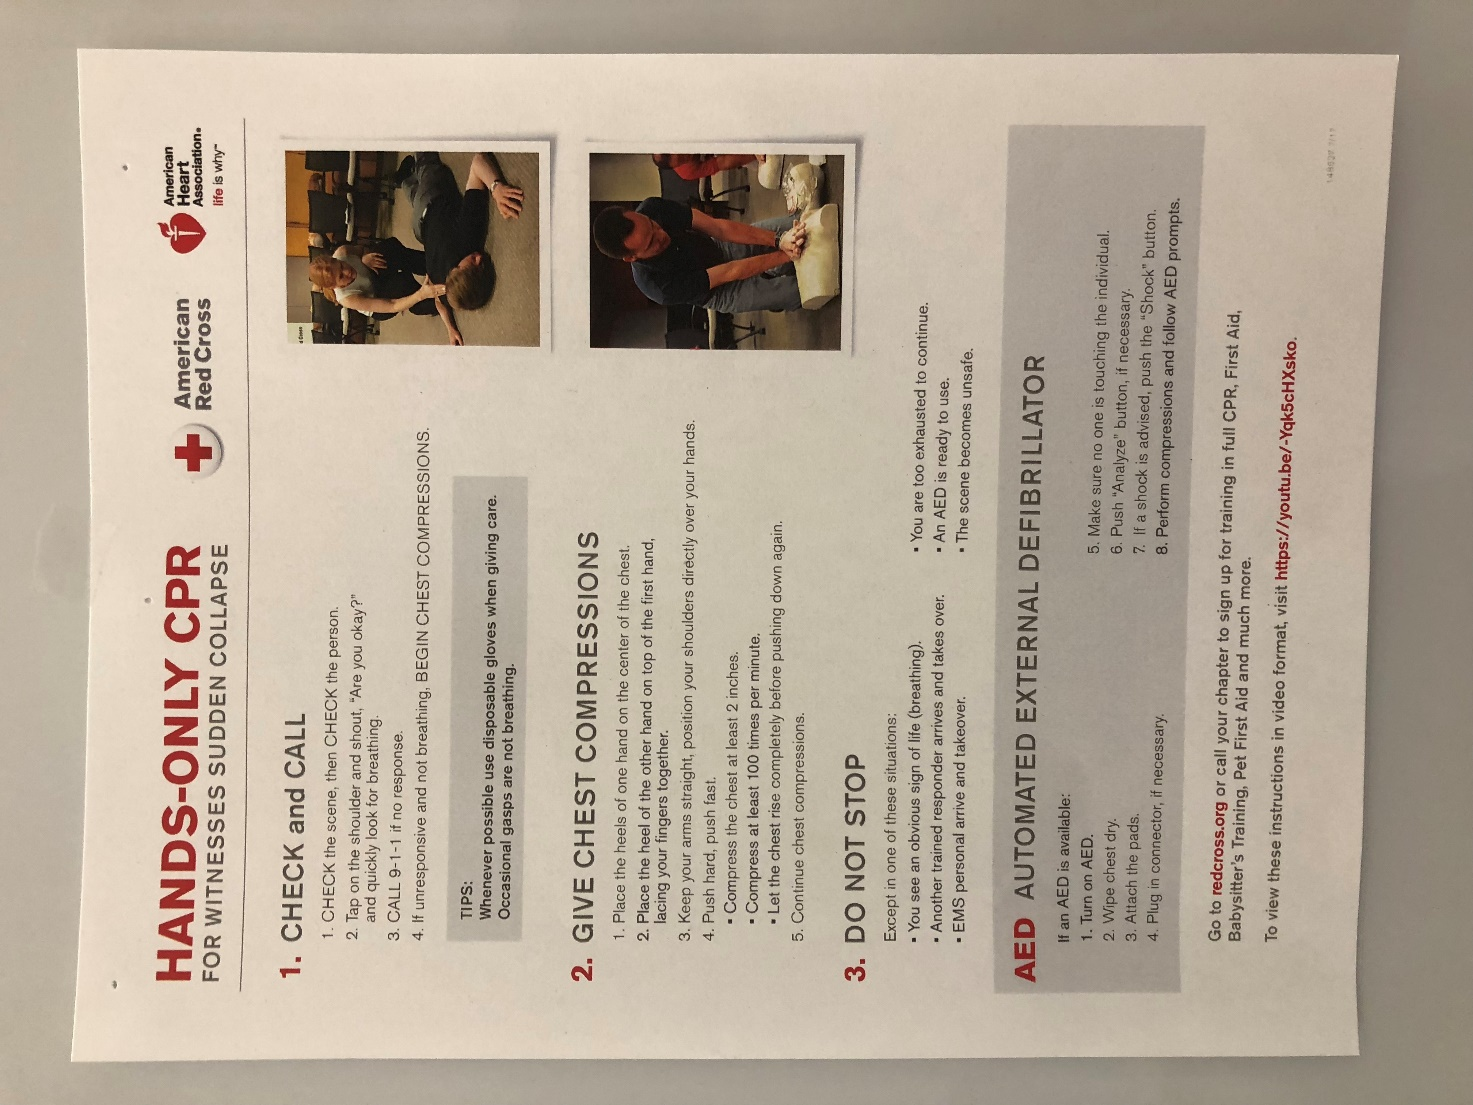 HANDS-ONLY CPR
FOR WITNESSES SUDDEN COLLAPSE
American
Red Cross
American
Heart
Association®
life is why™
1. CHECK and CALL
1. CHECK the scene, then CHECK the person.
2. Tap on the shoulder and shout, "Are you okay?"
and quickly look for breathing.
3. CALL 9-1-1 if no response.
4. If unresponsive and not breathing, BEGIN CHEST COMPRESSIONS.
TIPS:
Whenever possible use disposable gloves when giving care.
Occasional gasps are not breathing.
2. GIVE CHEST COMPRESSIONS
1. Place the heels of one hand on the center of the chest.
2. Place the heel of the other hand on top of the first hand,
lacing your fingers together.
3. Keep your arms straight, position your shoulders directly over your hands.
4. Push hard, push fast.
• Compress the chest at least 2 inches.
• Compress at least 100 times per minute.
• Let the chest rise completely before pushing down again.
5. Continue chest compressions.
3. DO NOT STOP
Except in one of these situations:
• You see an obvious sign of life (breathing).
• Another trained responder arrives and takes over.
• EMS personal arrive and takeover.
• You are too exhausted to continue.
• An AED is ready to use.
• The scene becomes unsafe.
AED AUTOMATED EXTERNAL DEFIBRILLATOR
If an AED is available:
1. Turn on AED.
2. Wipe chest dry.
3. Attach the pads.
4. Plug in connector, if necessary.
5. Make sure no one is touching the individual.
6. Push "Analyze" button, if necessary.
7. If a shock is advised, push the "Shock" button.
8. Perform compressions and follow AED prompts.
Go to redcross.org or call your chapter to sign up for training in full CPR, First Aid,
Babysitter's Training, Pet First Aid and much more.
To view these instructions in video format, visit https://youtu.be/-Yqk5cHXsko.